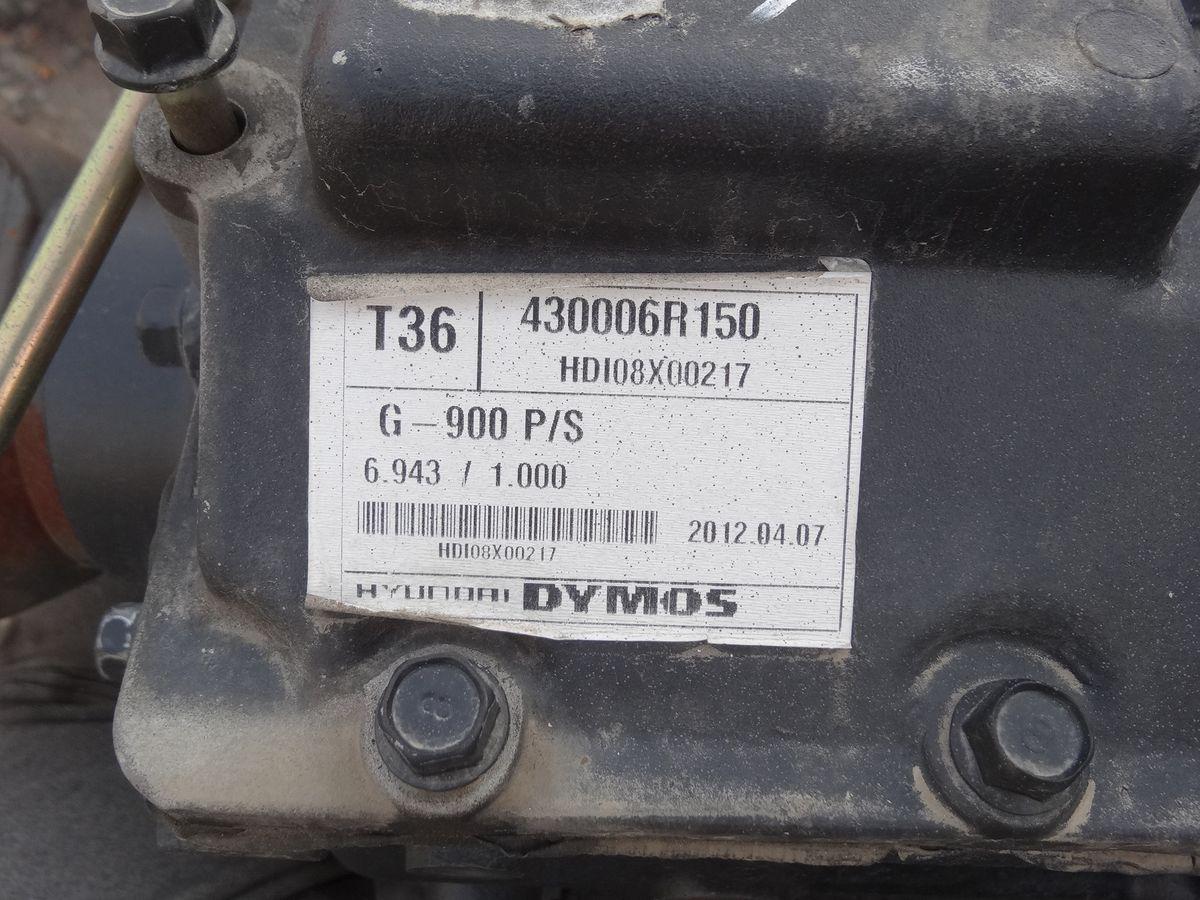 T36
430006R150
HDI08X00217
G-900 P/S
6.943 / 1.000
HDI08X00217
2012.04.07
HYUNDAI DYMOS